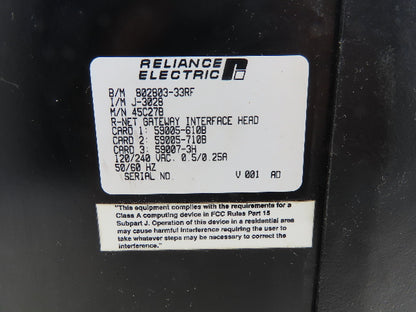 RELIANCE
ELECTRIC
B/M 802803-33RF
I/M J-3028
M/N 45C27B
R-NET GATEWAY INTERFACE HEAD
CARD 1: 59005-610B
CARD 2: 59005-710B
CARD 3: 59007-3H
120/240 VAC. 0.5/0.25A
50/60 HZ
SERIAL NO V 001 AD
"This equipment complies with the requirements for a
Class A computing device in FCC Rules Part 15
Subpart J. Operation of this device in a residential area
may cause harmful interference requiring the user to
take whatever steps may be necessary to correct the
interference."